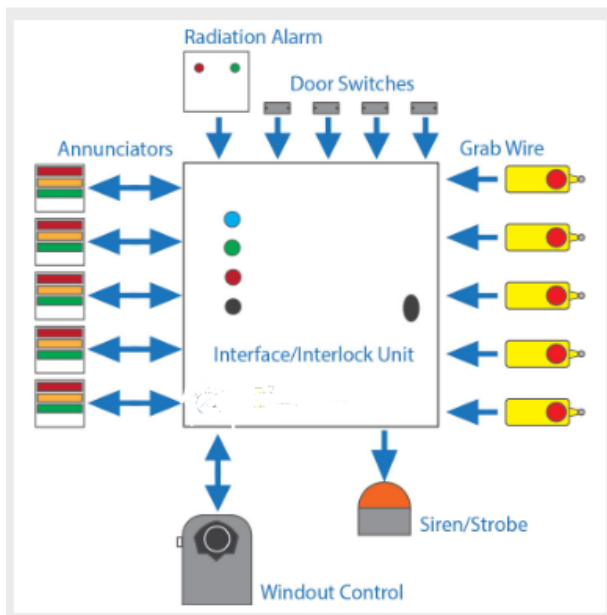 Radiation Alarm
Door Switches
Annunciators
Grab Wire
Interface/Interlock Unit
Siren/Strobe
Windout Control